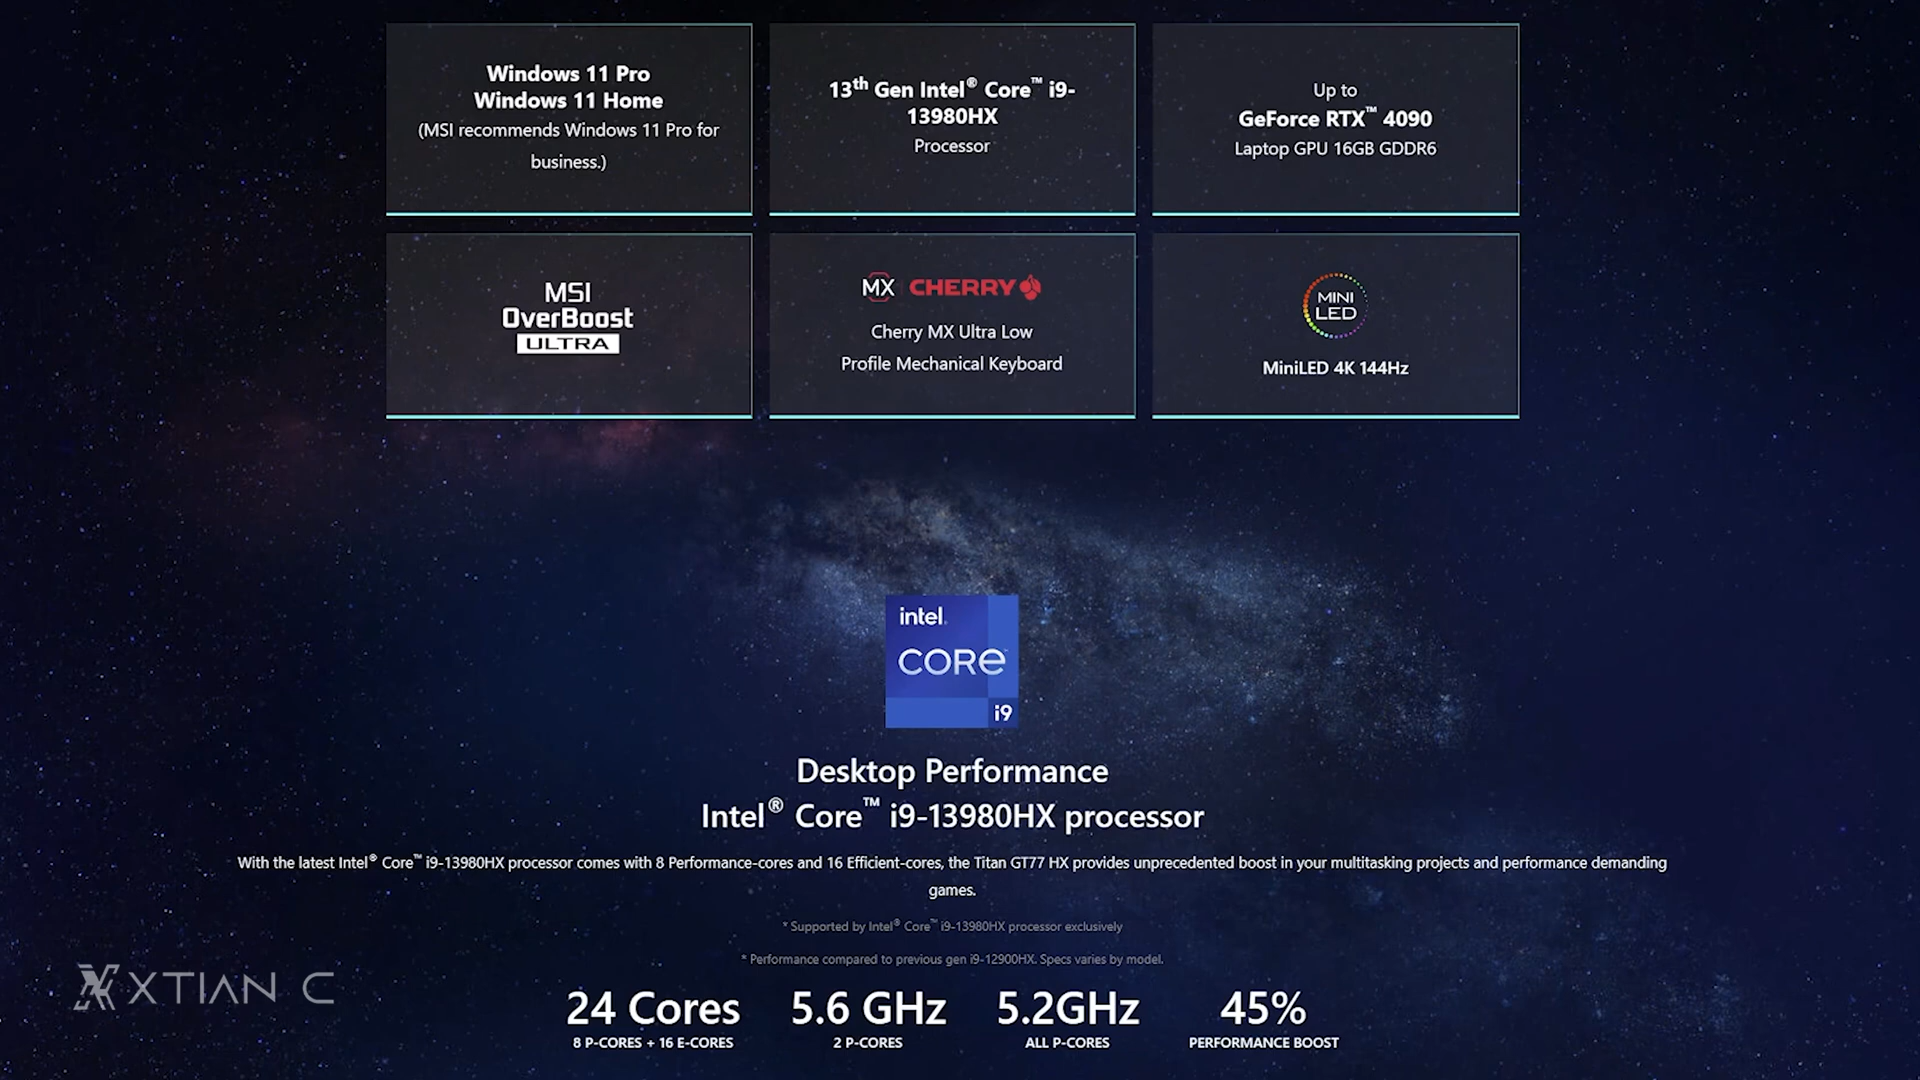 Windows 11 Pro
Windows 11 Home
(MSI recommends Windows 11 Pro for
business.)
13th Gen Intel® Core™ i9-
13980HX
Processor
Up to
GeForce RTX™ 4090
Laptop GPU 16GB GDDR6
MSI
OverBoost
ULTRA
MX CHERRY
Cherry MX Ultra Low
Profile Mechanical Keyboard
MINI
LED
MiniLED 4K 144Hz
intel.
CORE
i9
Desktop Performance
Intel® Core™ i9-13980HX processor
With the latest Intel® Core™ i9-13980HX processor comes with 8 Performance-cores and 16 Efficient-cores, the Titan GT77 HX provides unprecedented boost in your multitasking projects and performance demanding
games.
* Supported by Intel® Core™ i9-13980HX processor exclusively
* Performance compared to previous gen i9-12900HX. Specs varies by model.
XTIAN C
24 Cores
8 P-CORES + 16 E-CORES
5.6 GHz
2 P-CORES
5.2GHz
ALL P-CORES
45%
PERFORMANCE BOOST